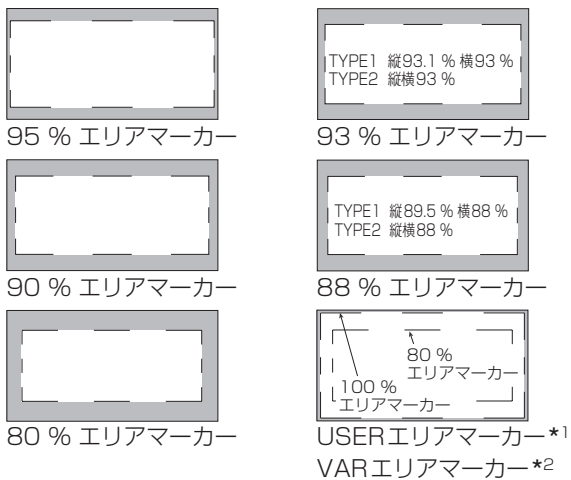 95 % エリアマーカー
TYPE1 縦93.1 % 横93 %
TYPE2 縦横93 %
93 % エリアマーカー
90 % エリアマーカー
TYPE1 縦89.5 % 横88 %
TYPE2 縦横88 %
88 % エリアマーカー
80 % エリアマーカー
80 %
エリアマーカー
100 %
エリアマーカー
USERエリアマーカー*1
VARエリアマーカー*2